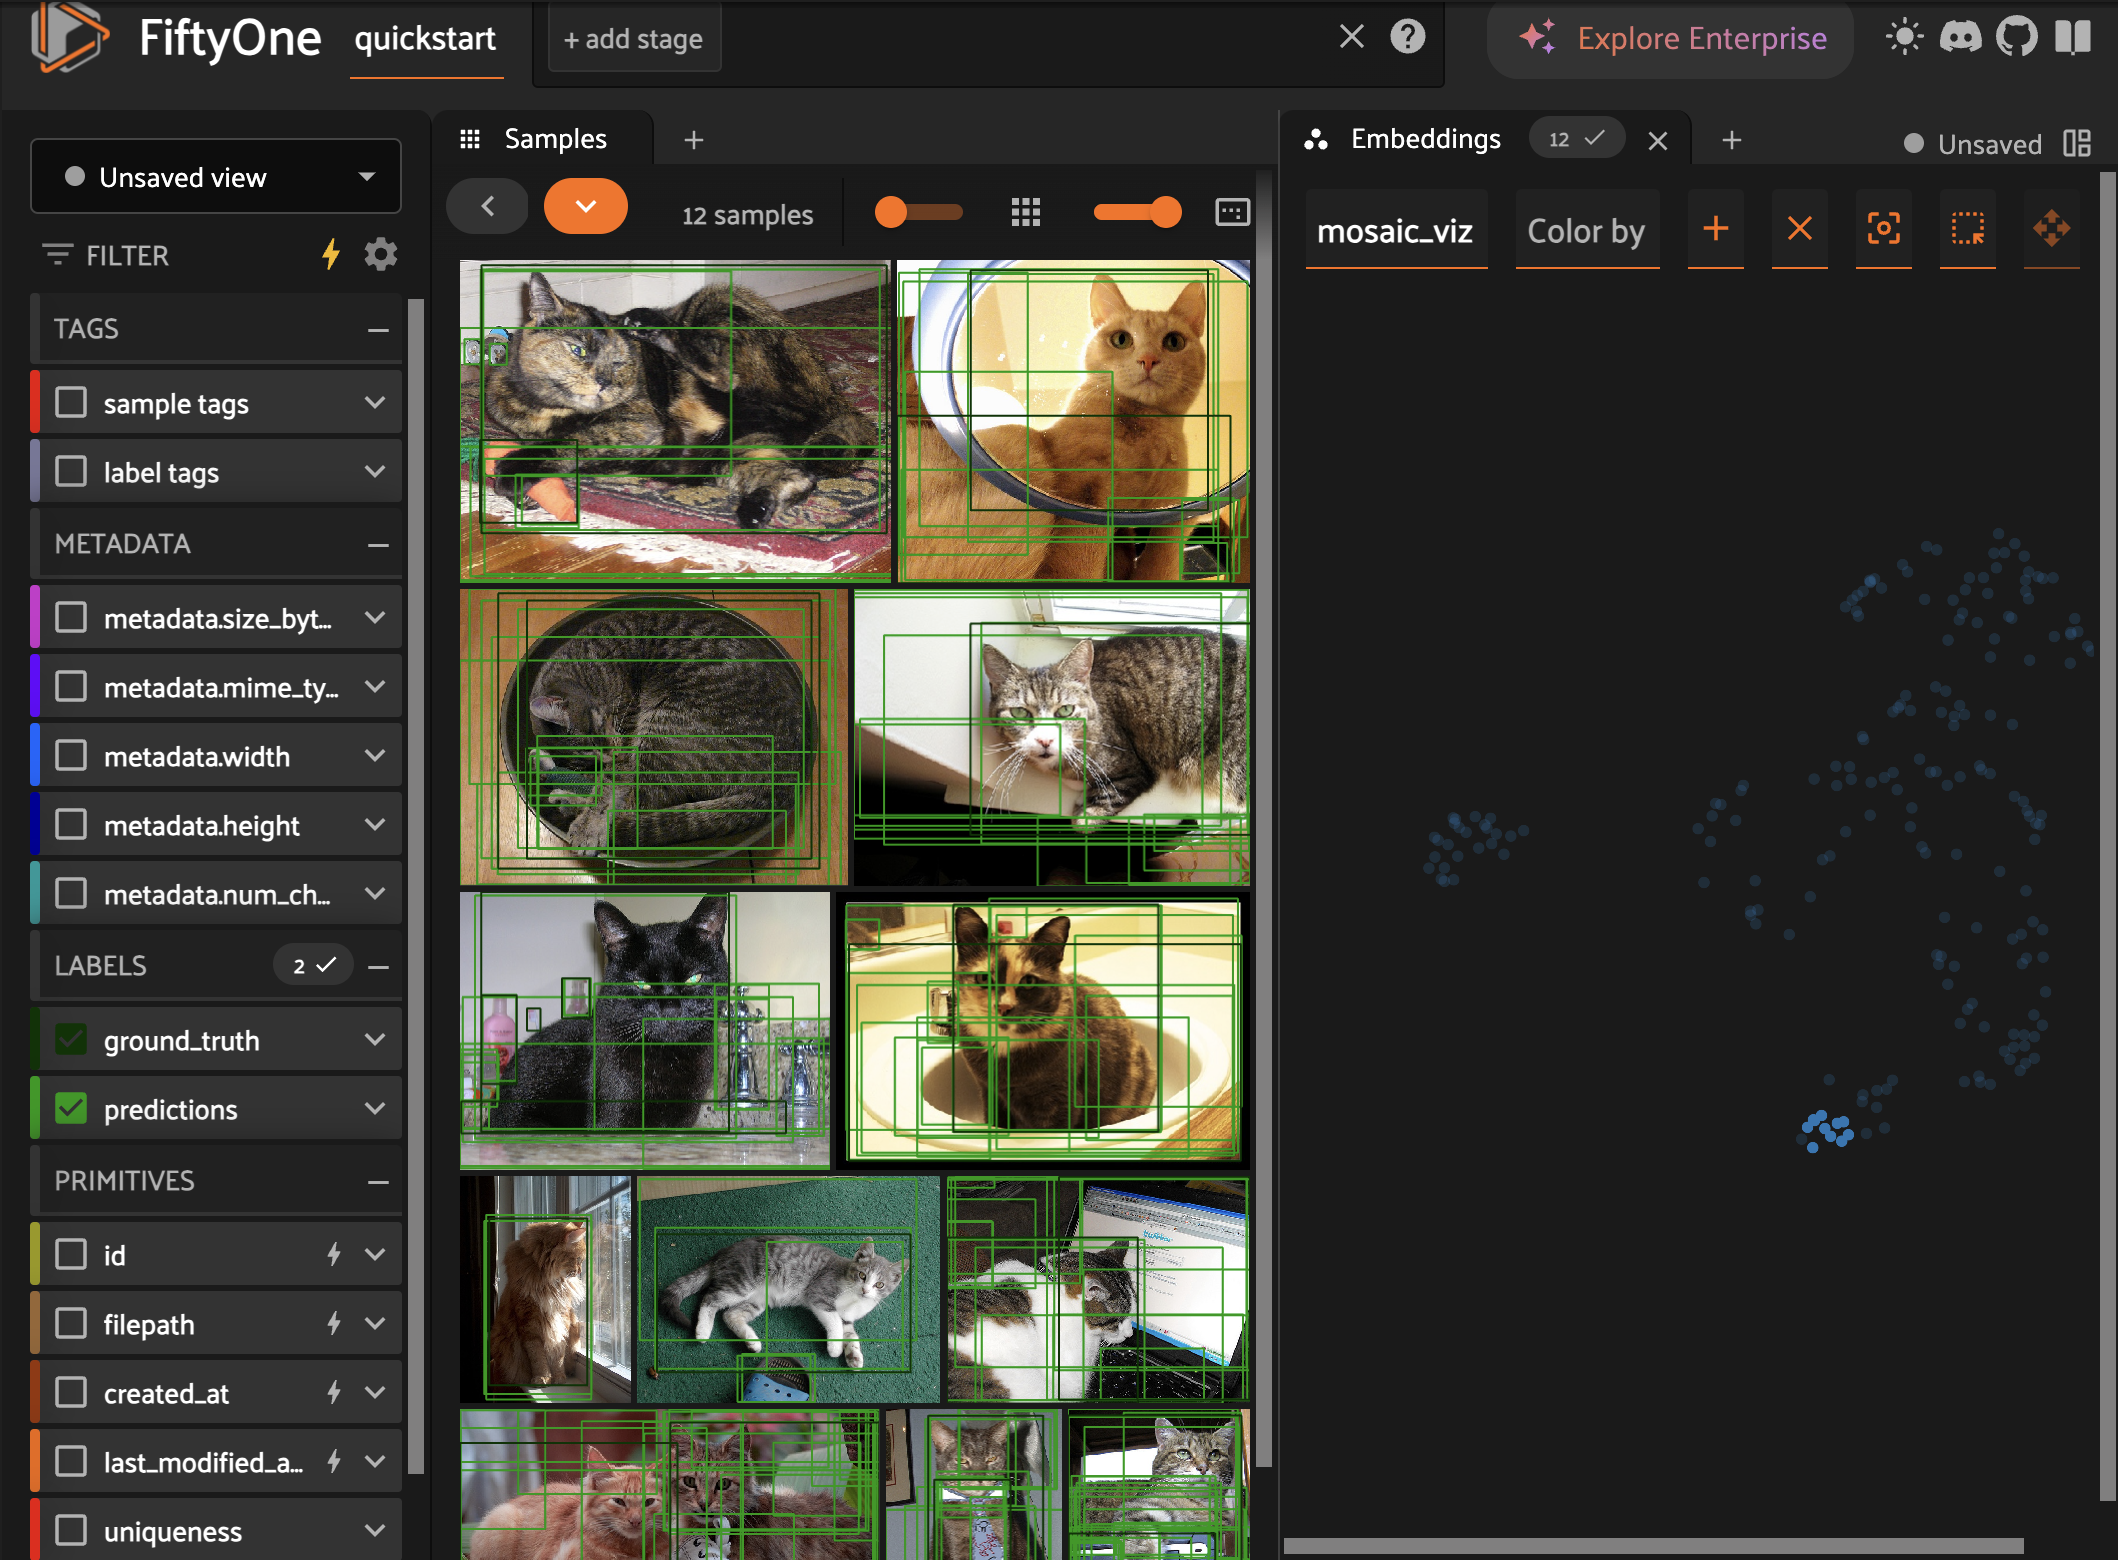 FiftyOne
quickstart
+ add stage
Explore Enterprise
Unsaved view
FILTER
TAGS
sample tags
label tags
METADATA
metadata.size_byt...
metadata.mime_ty...
metadata.width
metadata.height
metadata.num_ch...
LABELS
2
ground_truth
predictions
PRIMITIVES
id
filepath
created_at
last_modified_a...
uniqueness
Samples
12 samples
Embeddings
12
Unsaved
mosaic_viz
Color by